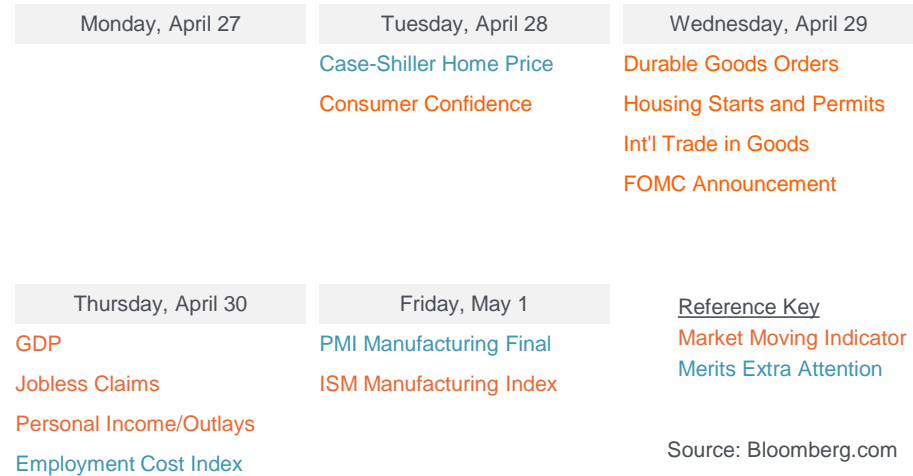 Monday, April 27
Tuesday, April 28
Case-Shiller Home Price
Consumer Confidence
Wednesday, April 29
Durable Goods Orders
Housing Starts and Permits
Int'l Trade in Goods
FOMC Announcement
Thursday, April 30
GDP
Jobless Claims
Personal Income/Outlays
Employment Cost Index
Friday, May 1
PMI Manufacturing Final
ISM Manufacturing Index
Reference Key
Market Moving Indicator
Merits Extra Attention
Source: Bloomberg.com